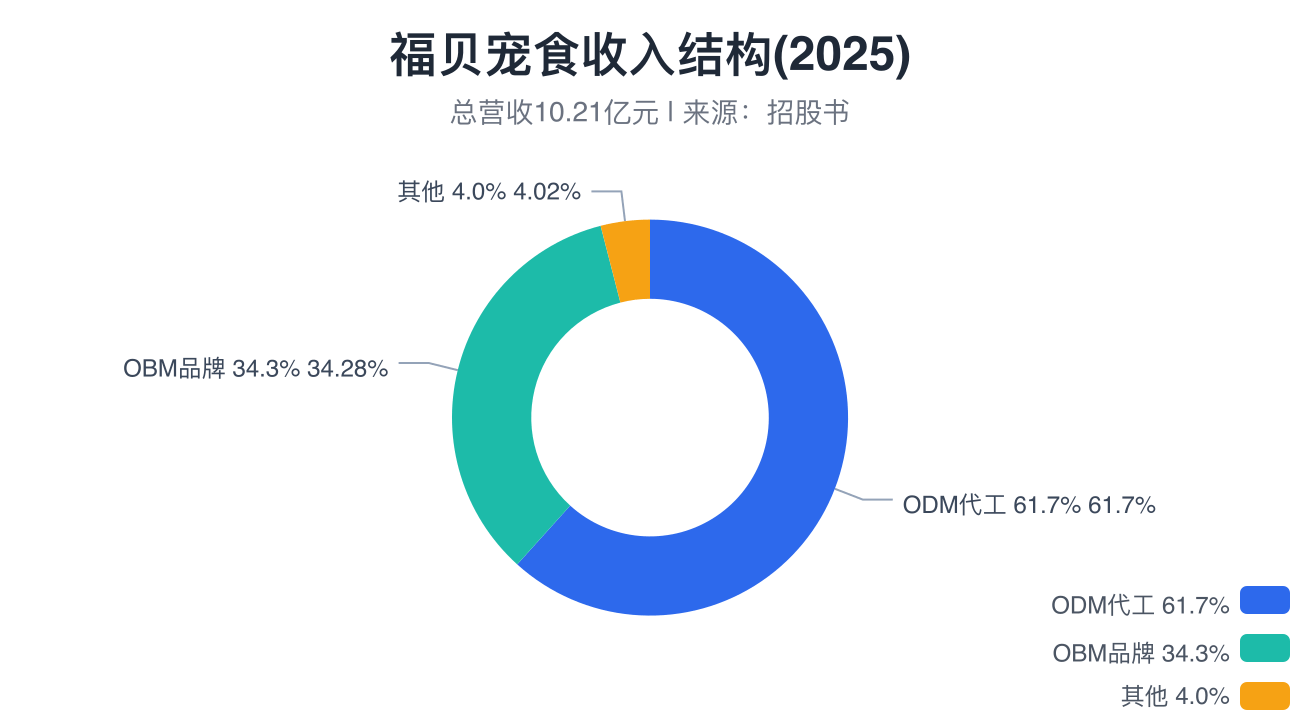 福贝宠食收入结构(2025)
总营收10.21亿元 | 来源：招股书
其他 4.0% 4.02%
OBM品牌 34.3% 34.28%
ODM代工 61.7% 61.7%
ODM代工 61.7%
OBM品牌 34.3%
其他 4.0%